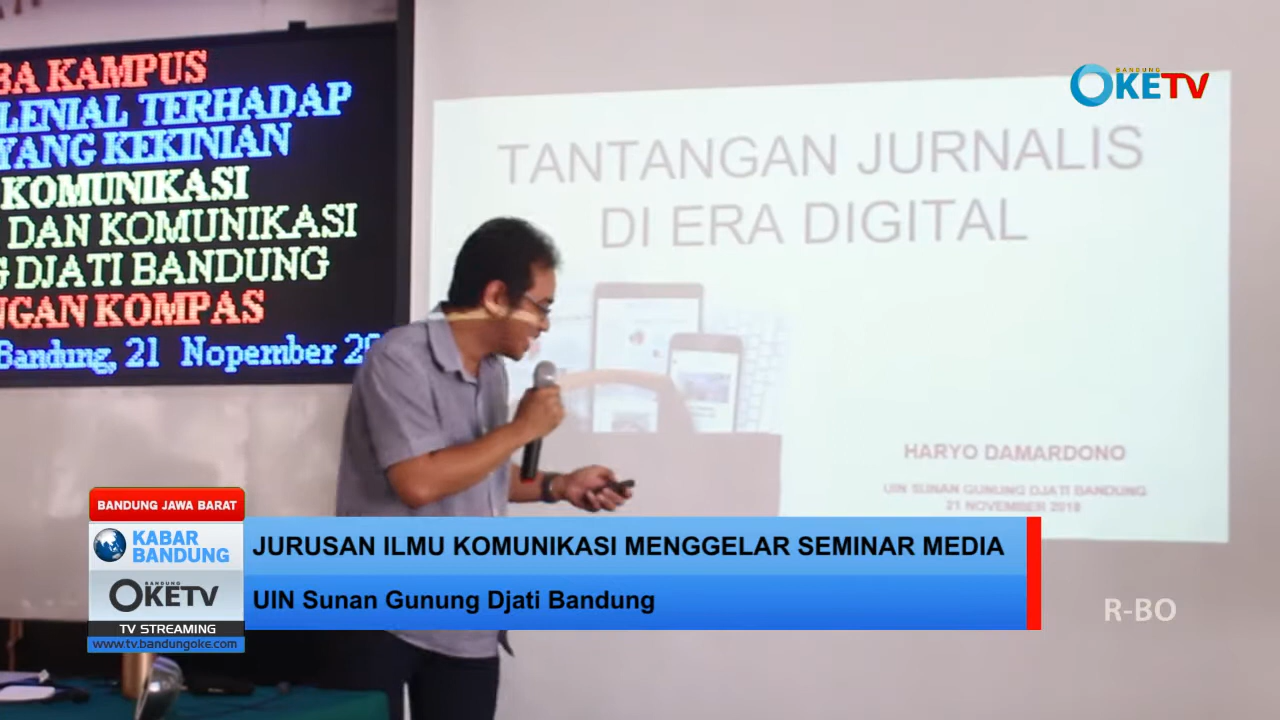 BA KAMPUS
LENIAL TERHADAP
YANG KEKINIAN
KOMUNIKASI
DAN KOMUNIKASI
G DJATI BANDUNG
NGAN KOMPAS
Bandung, 21 Nopember 20
BANDUNG
OKETV
TANTANGAN JURNALIS
DI ERA DIGITAL
HARYO DAMARDONO
UIN SUNAN GUNUNG DJATI BANDUNG
21 NOVEMBER 2018
BANDUNG JAWA BARAT
KABAR
BANDUNG
BANDUNG
OKETV
TV STREAMING
www.tv.bandungoke.com
JURUSAN ILMU KOMUNIKASI MENGGELAR SEMINAR MEDIA
UIN Sunan Gunung Djati Bandung
R-BO